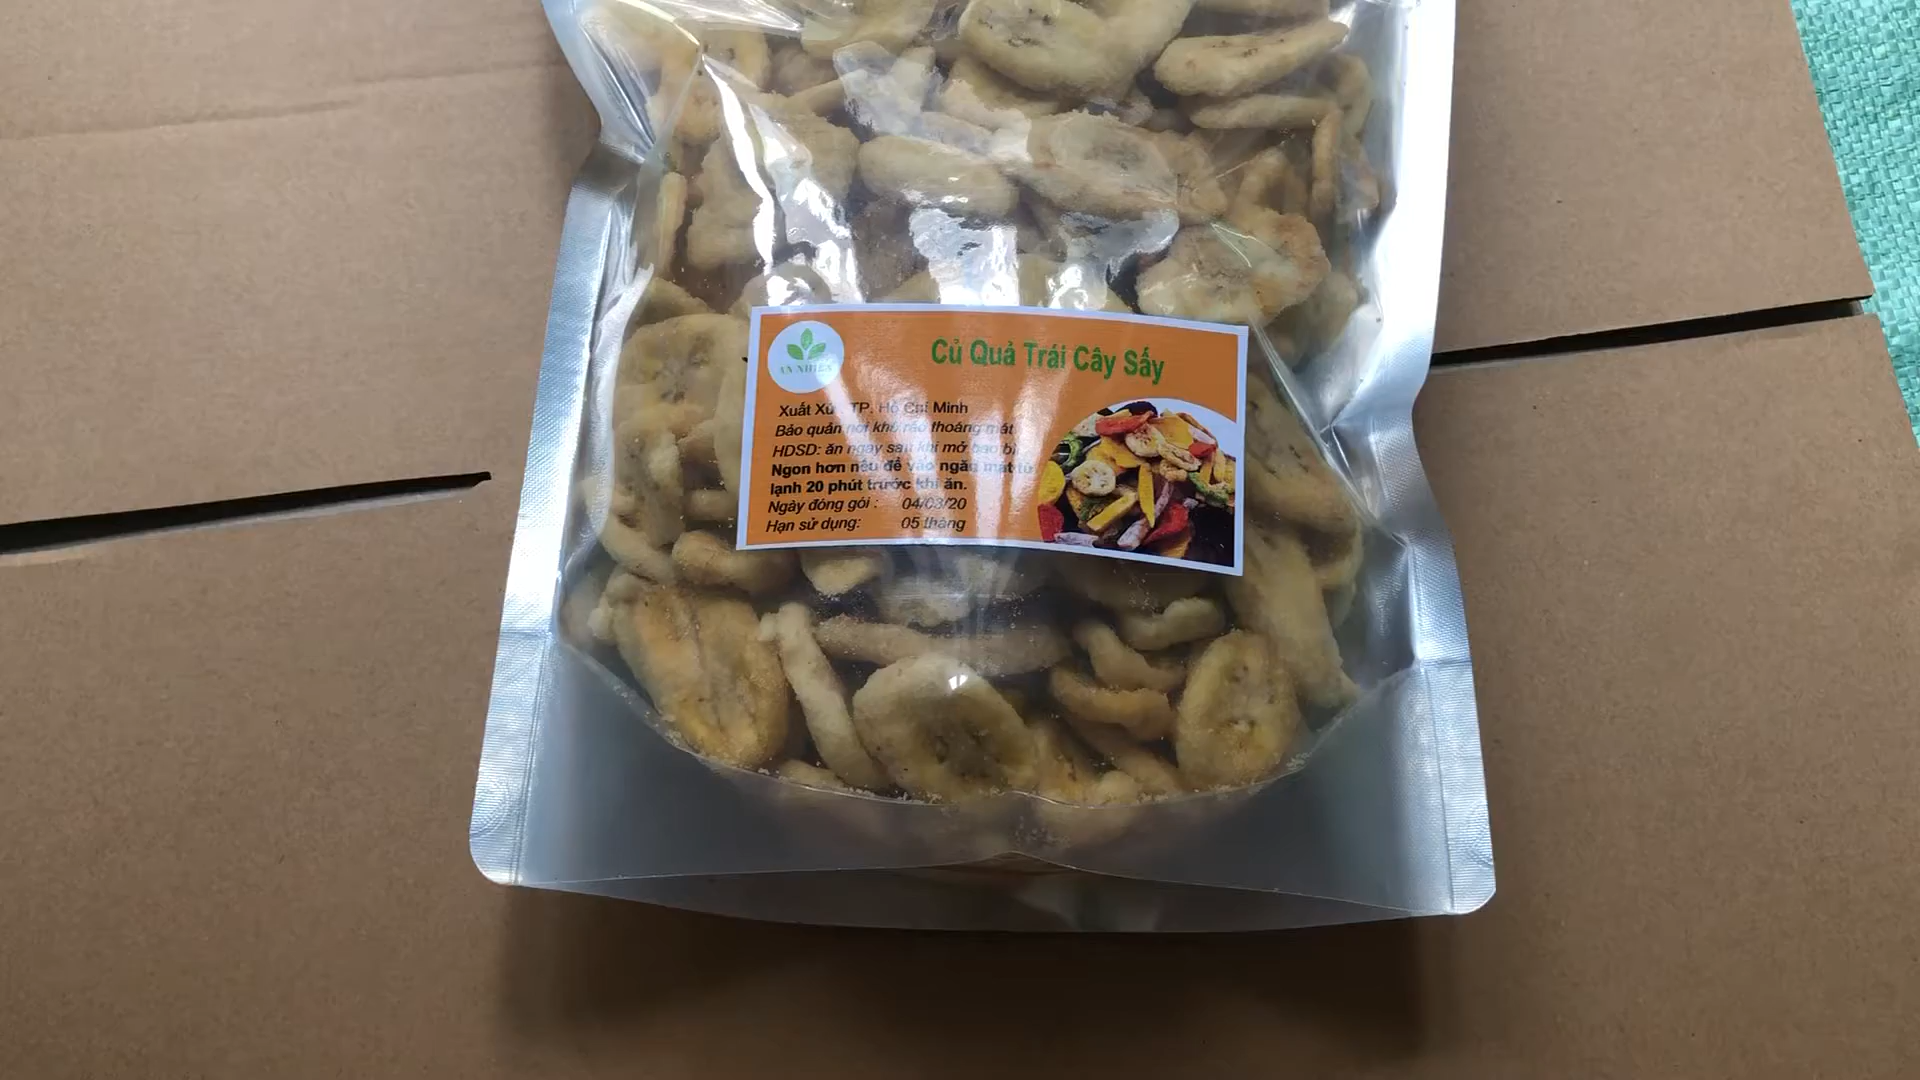 Củ Quả Trái Cây Sấy
AN NHIÊN
Xuất Xứ: TP. Hồ Chí Minh
Bảo quản nơi khô ráo thoáng mát
HDSD: ăn ngay sau khi mở bao bì
Ngon hơn nếu để vào ngăn mát tủ
lạnh 20 phút trước khi ăn.
Ngày đóng gói : 04/03/20
Hạn sử dụng: 05 tháng